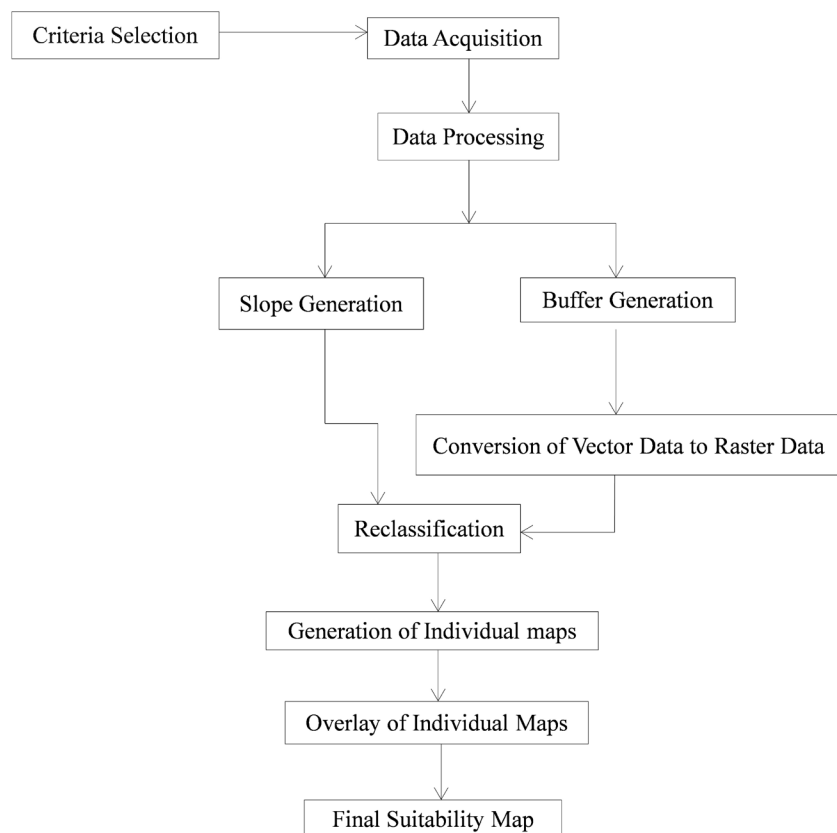 Criteria Selection
Data Acquisition
Data Processing
Slope Generation
Buffer Generation
Conversion of Vector Data to Raster Data
Reclassification
Generation of Individual maps
Overlay of Individual Maps
Final Suitability Map